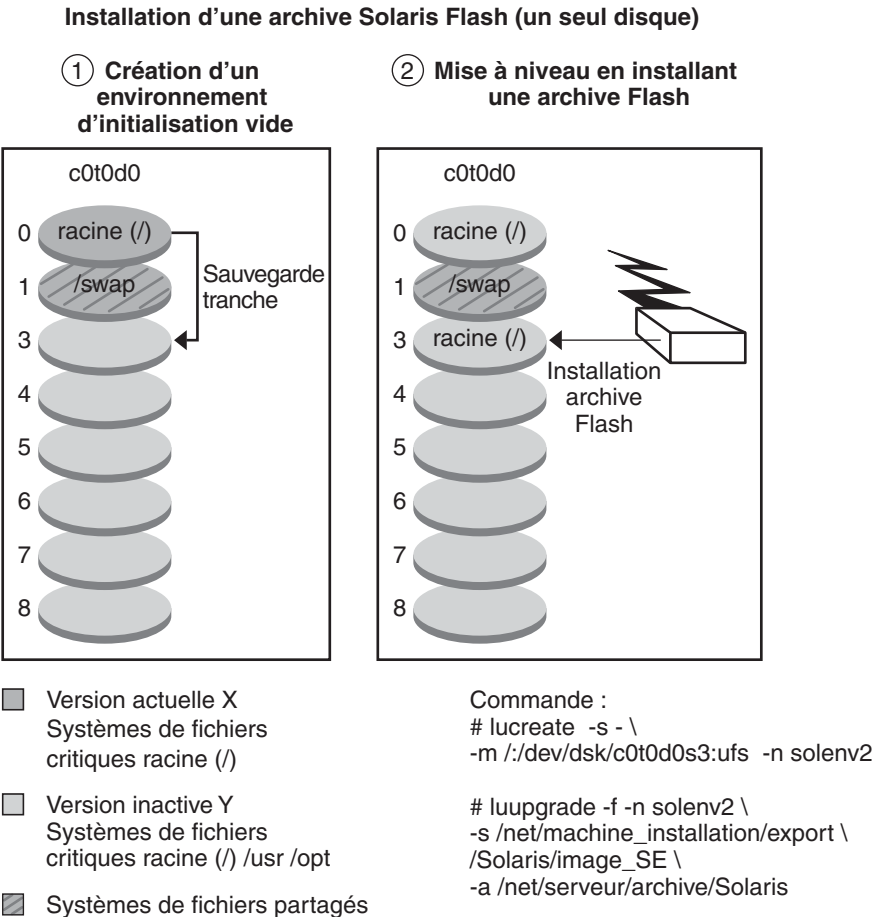 Installation d'une archive Solaris Flash (un seul disque)
1 Création d'un
environnement
d'initialisation vide
2 Mise à niveau en installant
une archive Flash
c0t0d0
0 racine (/)
1 /swap
Sauvegarde
tranche
3
4
5
6
7
8
c0t0d0
0 racine (/)
1 /swap
3 racine (/)
Installation
archive
Flash
4
5
6
7
8
Version actuelle X
Systèmes de fichiers
critiques racine (/)
Version inactive Y
Systèmes de fichiers
critiques racine (/) /usr /opt
Systèmes de fichiers partagés
Commande :
# lucreate -s - \
-m /:/dev/dsk/c0t0d0s3:ufs -n solenv2
# luupgrade -f -n solenv2 \
-s /net/machine_installation/export \
/Solaris/image_SE \
-a /net/serveur/archive/Solaris